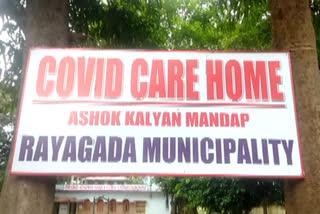 COVID CARE HOME
ASHOK KALYAN MANDAP
RAYAGADA MUNICIPALITY